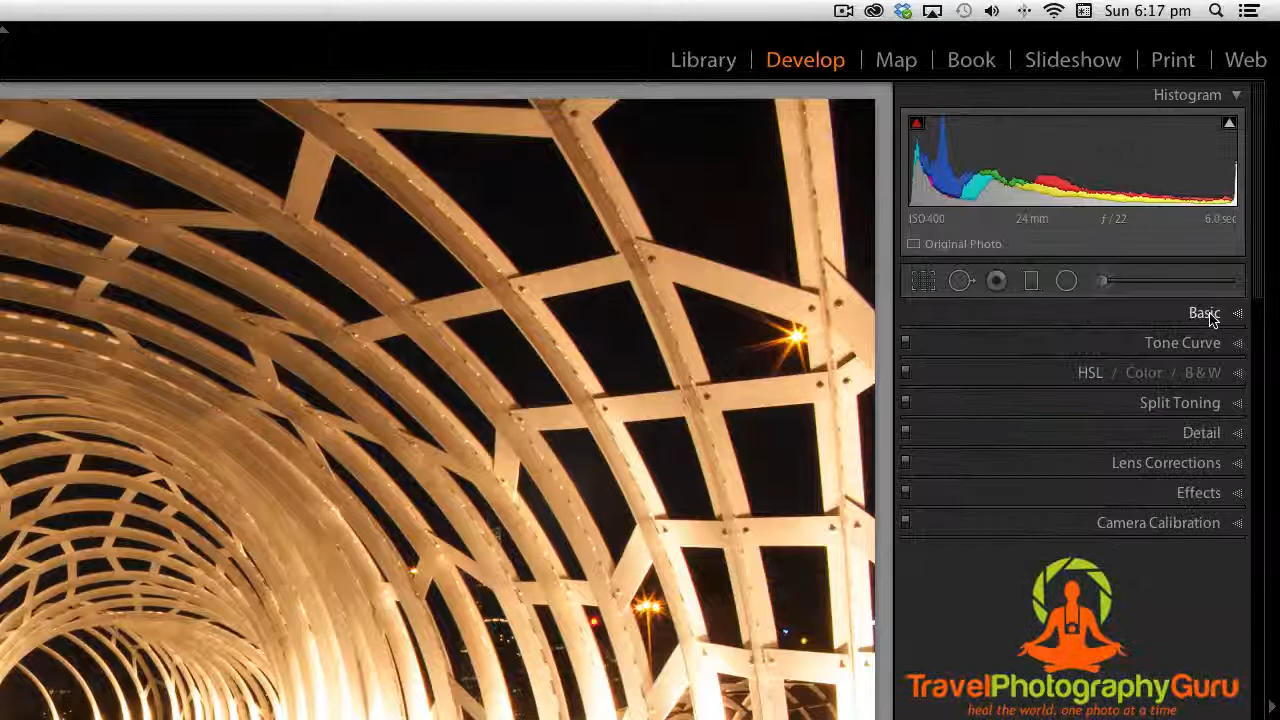 Sun 6:17 pm
Library | Develop | Map | Book | Slideshow | Print | Web
Histogram
ISO 400 24 mm ƒ / 22 6.0 sec
Original Photo
Basic
Tone Curve
HSL / Color / B & W
Split Toning
Detail
Lens Corrections
Effects
Camera Calibration
TravelPhotographyGuru
heal the world, one photo at a time